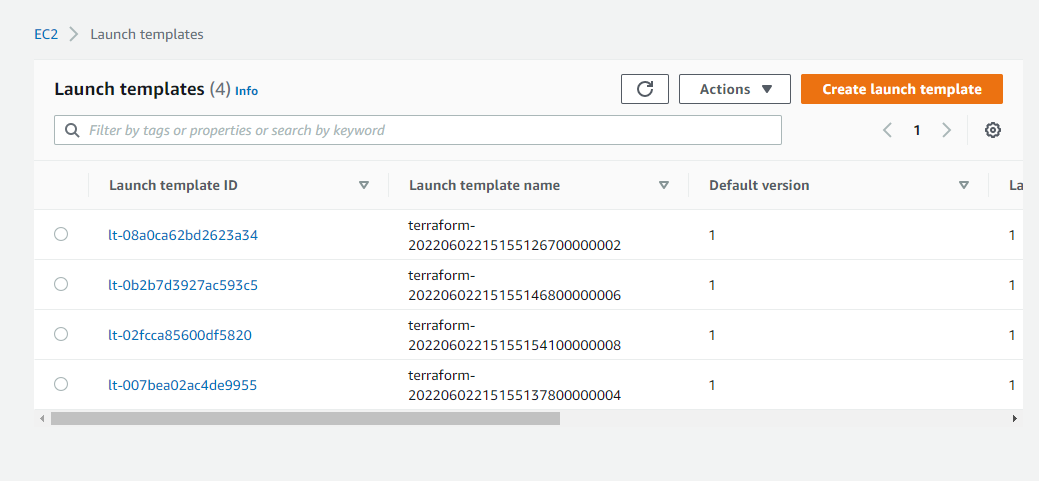 EC2 Launch templates
Launch templates (4) Info
Actions
Create launch template
Filter by tags or properties or search by keyword
1
Launch template ID Launch template name Default version La
lt-08a0ca62bd2623a34
terraform-
20220602215155126700000002
1 1
lt-0b2b7d3927ac593c5
terraform-
20220602215155146800000006
1 1
lt-02fcca85600df5820
terraform-
20220602215155154100000008
1 1
lt-007bea02ac4de9955
terraform-
20220602215155137800000004
1 1